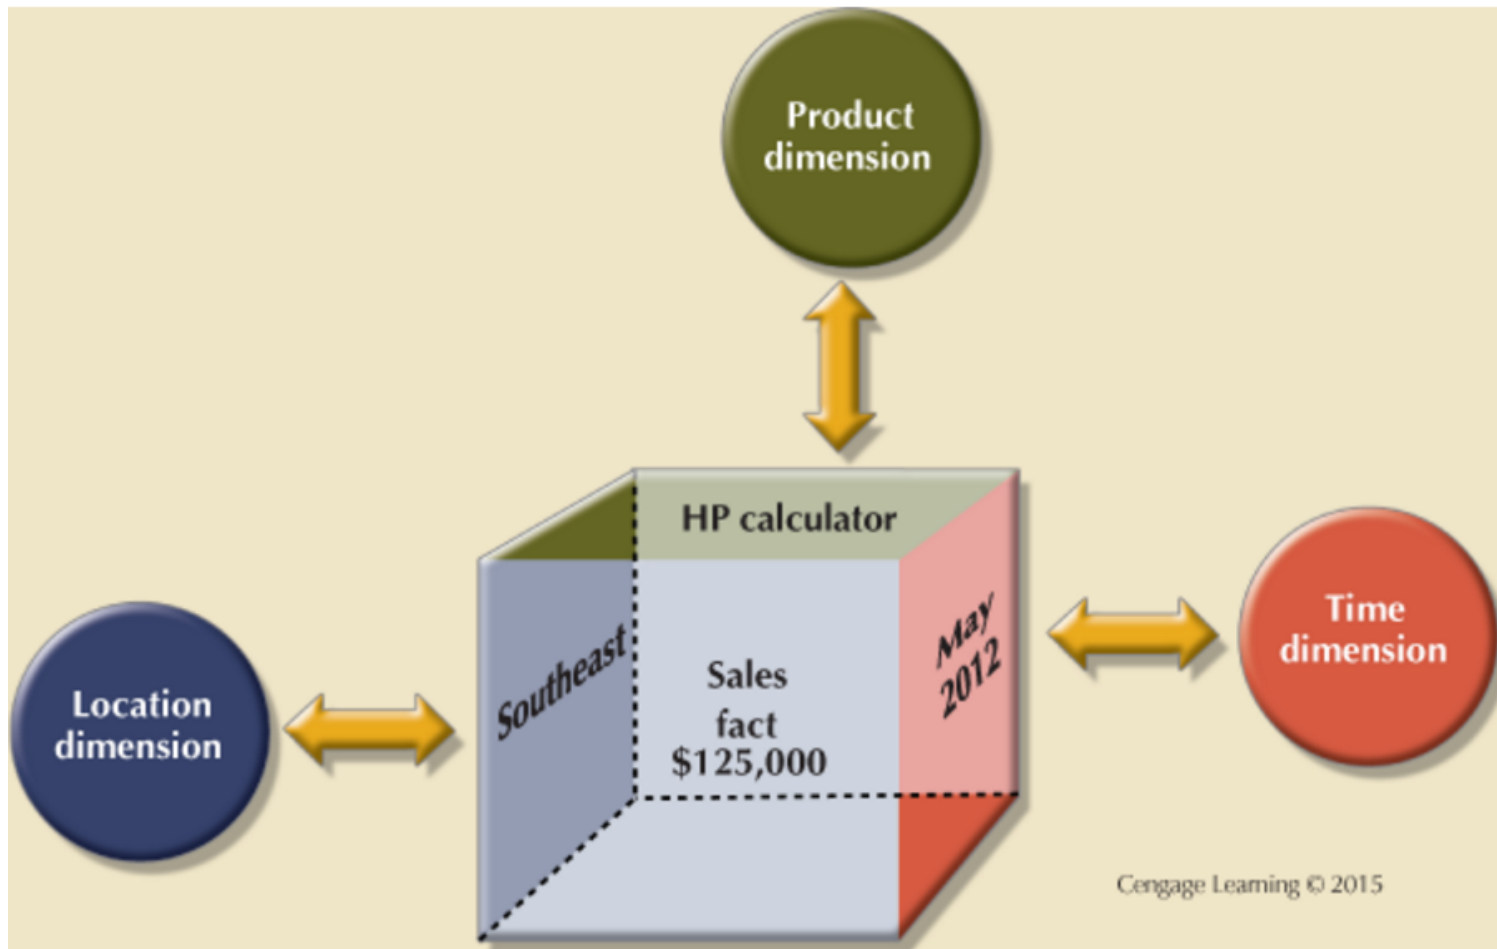 Product
dimension
HP calculator
Southeast
Sales
fact
$125,000
May
2012
Location
dimension
Time
dimension
Cengage Learning © 2015